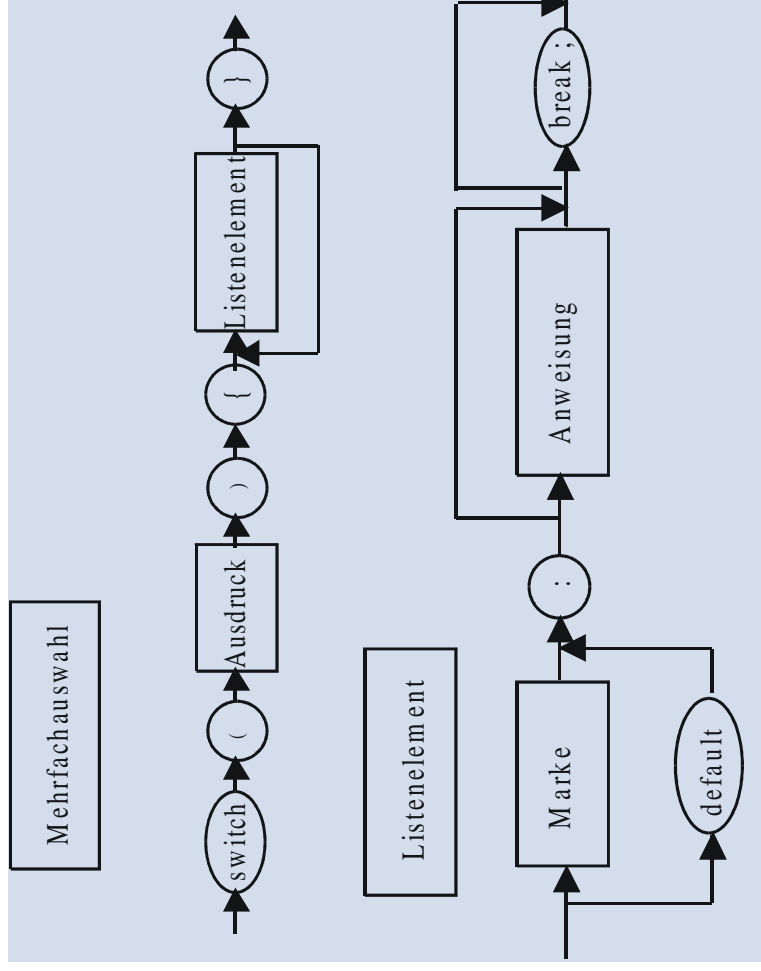 Mehrfachauswahl
switch ( Ausdruck ) { Listenelement }
Listenelement
Marke : Anweisung break ;
default